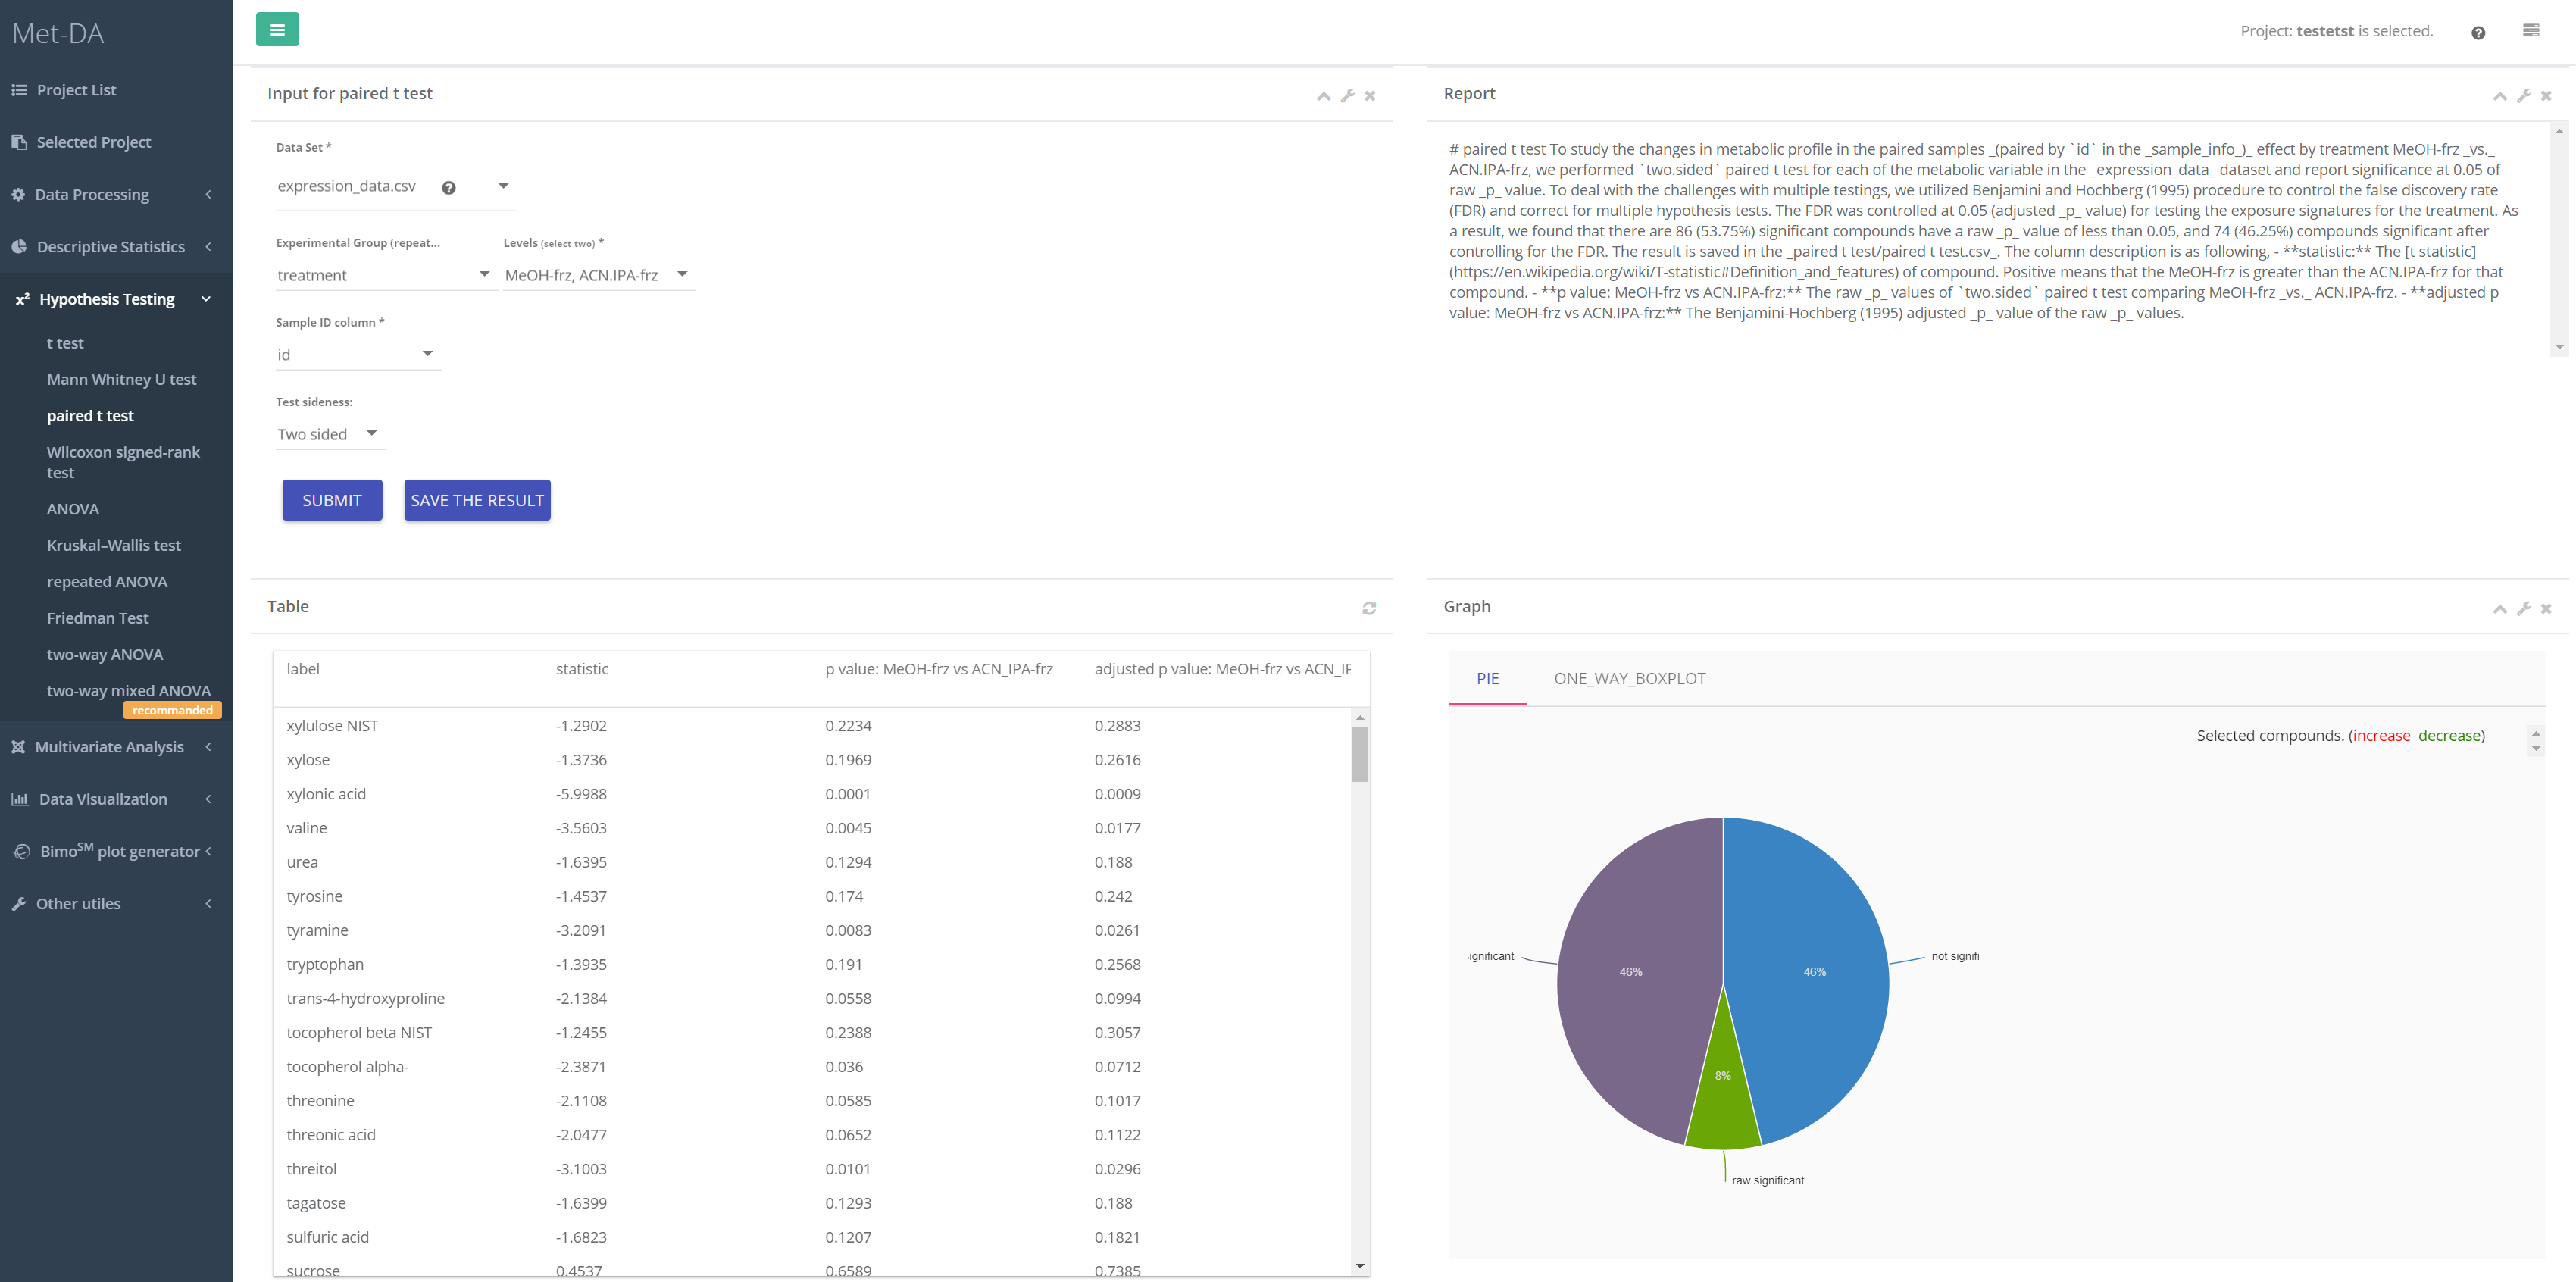 Met-DA
Project: testetst is selected.
Project List
Selected Project
Data Processing
Descriptive Statistics
x² Hypothesis Testing
t test
Mann Whitney U test
paired t test
Wilcoxon signed-rank
test
ANOVA
Kruskal–Wallis test
repeated ANOVA
Friedman Test
two-way ANOVA
two-way mixed ANOVA
recommanded
Multivariate Analysis
Data Visualization
Bimo^SM plot generator
Other utiles
Input for paired t test
Data Set *
expression_data.csv
Experimental Group (repeat... Levels (select two) *
treatment MeOH-frz, ACN.IPA-frz
Sample ID column *
id
Test sideness:
Two sided
SUBMIT SAVE THE RESULT
Report
# paired t test To study the changes in metabolic profile in the paired samples _(paired by `id` in the _sample_info_)_ effect by treatment MeOH-frz _vs._
ACN.IPA-frz, we performed `two.sided` paired t test for each of the metabolic variable in the _expression_data_ dataset and report significance at 0.05 of
raw _p_ value. To deal with the challenges with multiple testings, we utilized Benjamini and Hochberg (1995) procedure to control the false discovery rate
(FDR) and correct for multiple hypothesis tests. The FDR was controlled at 0.05 (adjusted _p_ value) for testing the exposure signatures for the treatment. As
a result, we found that there are 86 (53.75%) significant compounds have a raw _p_ value of less than 0.05, and 74 (46.25%) compounds significant after
controlling for the FDR. The result is saved in the _paired t test/paired t test.csv_. The column description is as following, - **statistic:** The [t statistic]
(https://en.wikipedia.org/wiki/T-statistic#Definition_and_features) of compound. Positive means that the MeOH-frz is greater than the ACN.IPA-frz for that
compound. - **p value: MeOH-frz vs ACN.IPA-frz:** The raw _p_ values of `two.sided` paired t test comparing MeOH-frz _vs._ ACN.IPA-frz. - **adjusted p
value: MeOH-frz vs ACN.IPA-frz:** The Benjamini-Hochberg (1995) adjusted _p_ value of the raw _p_ values.
Table
label statistic p value: MeOH-frz vs ACN_IPA-frz adjusted p value: MeOH-frz vs ACN_IF
xylulose NIST -1.2902 0.2234 0.2883
xylose -1.3736 0.1969 0.2616
xylonic acid -5.9988 0.0001 0.0009
valine -3.5603 0.0045 0.0177
urea -1.6395 0.1294 0.188
tyrosine -1.4537 0.174 0.242
tyramine -3.2091 0.0083 0.0261
tryptophan -1.3935 0.191 0.2568
trans-4-hydroxyproline -2.1384 0.0558 0.0994
tocopherol beta NIST -1.2455 0.2388 0.3057
tocopherol alpha- -2.3871 0.036 0.0712
threonine -2.1108 0.0585 0.1017
threonic acid -2.0477 0.0652 0.1122
threitol -3.1003 0.0101 0.0296
tagatose -1.6399 0.1293 0.188
sulfuric acid -1.6823 0.1207 0.1821
sucrose 0.4537 0.6589 0.7385
Graph
PIE ONE_WAY_BOXPLOT
Selected compounds. (increase decrease)
ignificant
46%
46%
not signifi
8%
raw significant